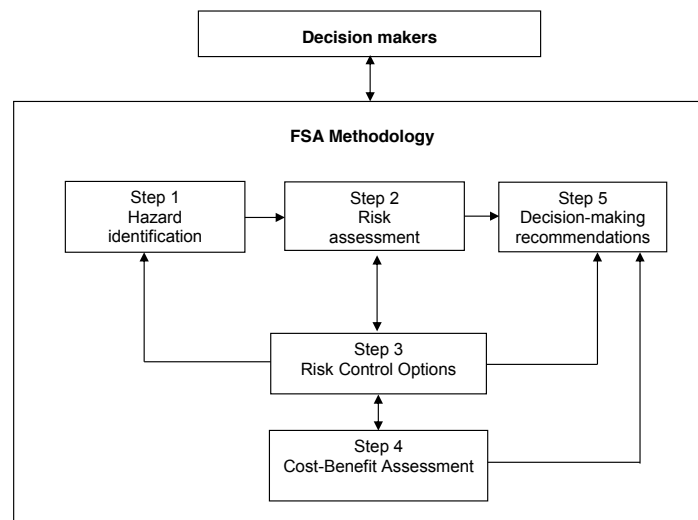 Decision makers
FSA Methodology
Step 1
Hazard
identification
Step 2
Risk
assessment
Step 5
Decision-making
recommendations
Step 3
Risk Control Options
Step 4
Cost-Benefit Assessment